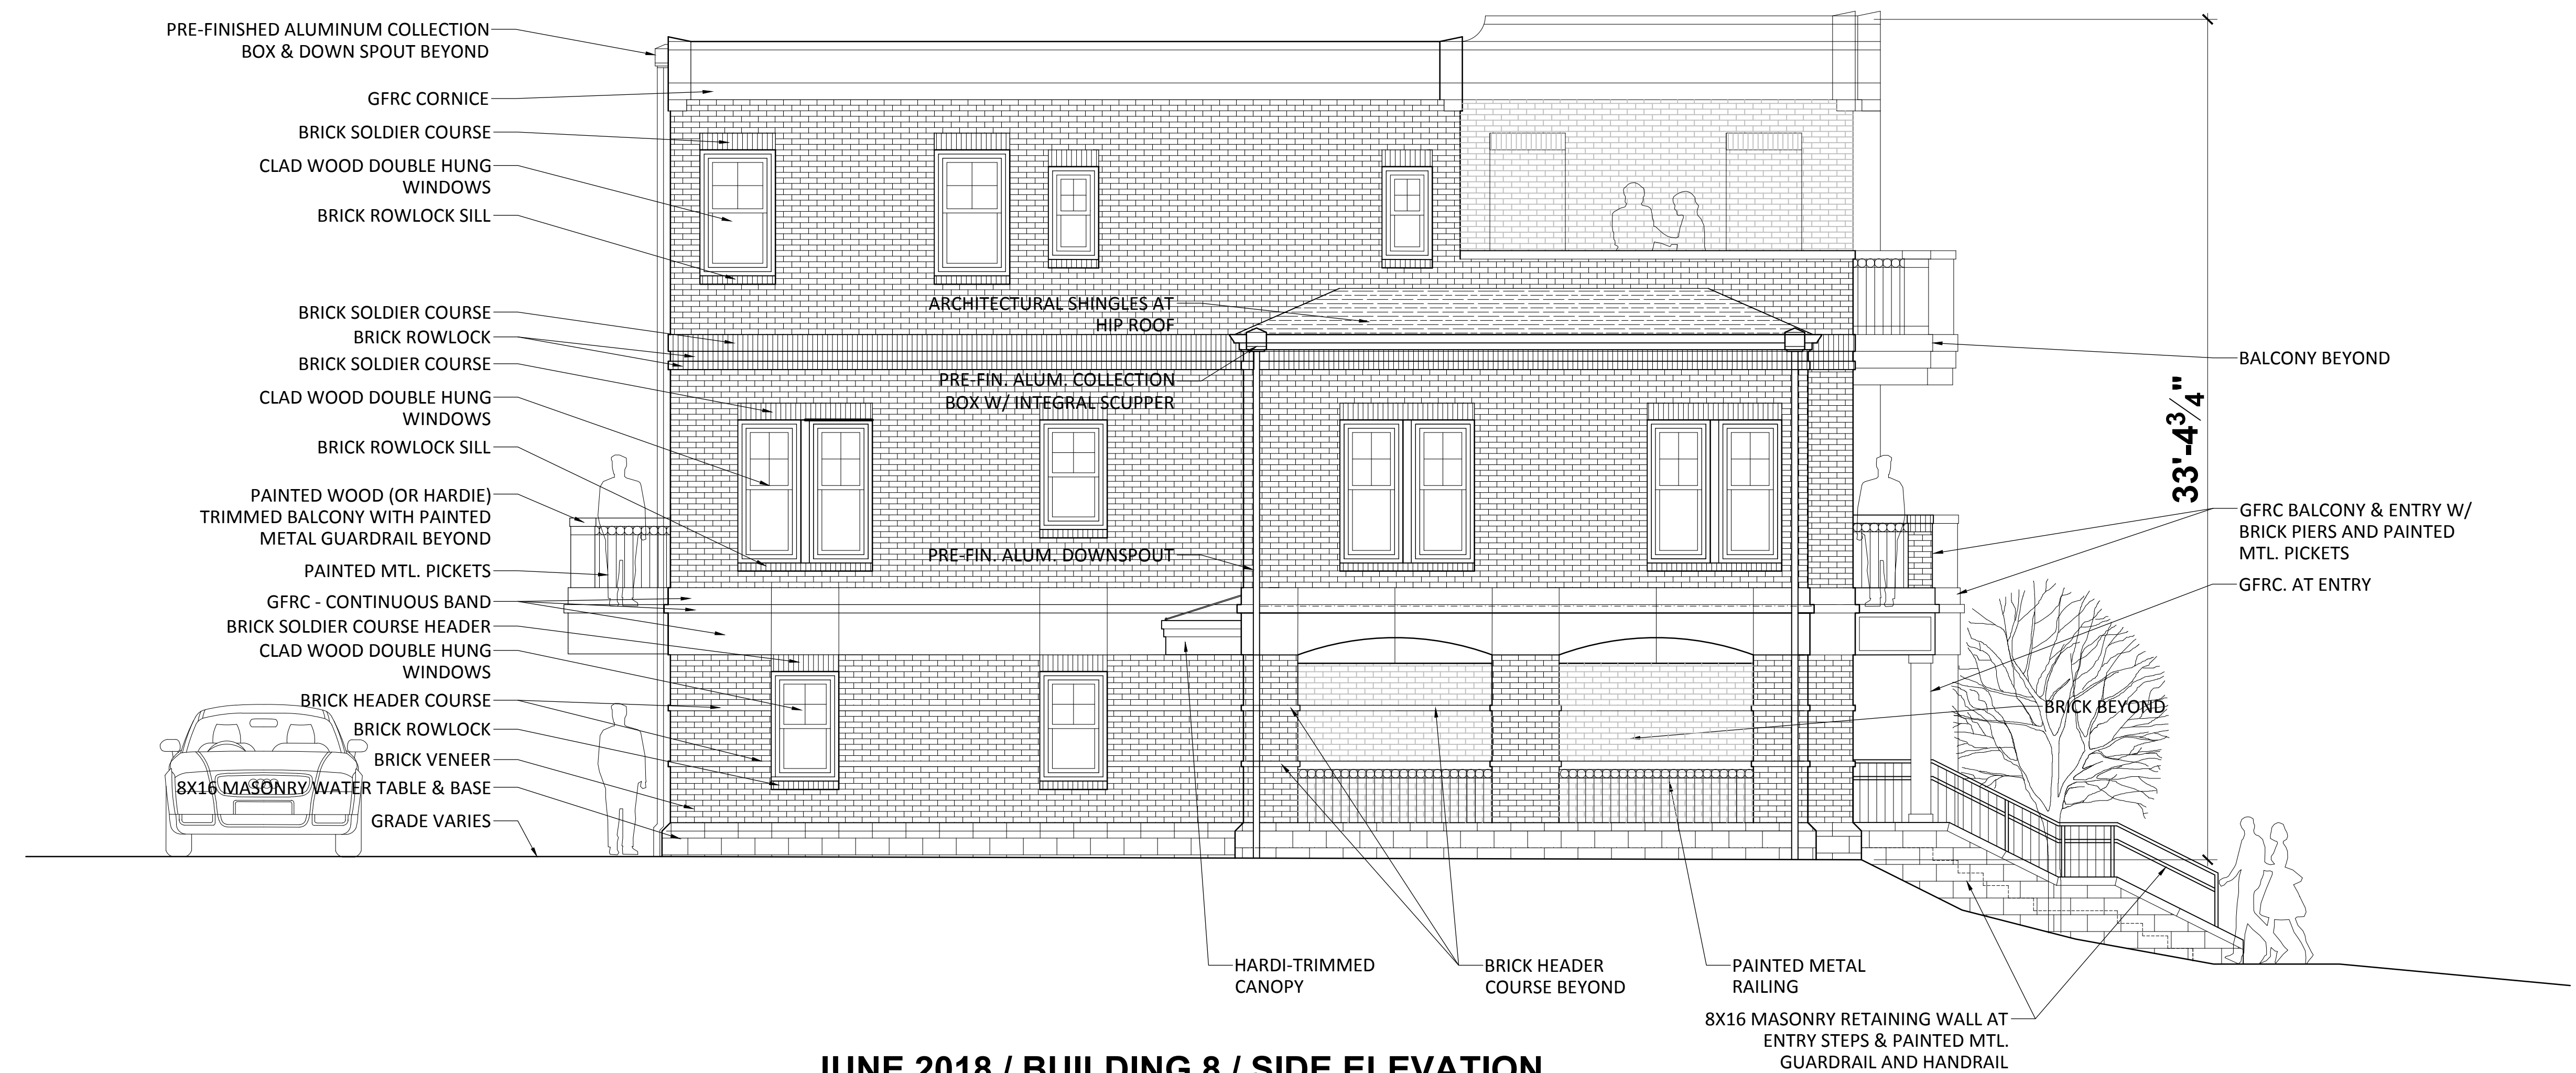 PRE-FINISHED ALUMINUM COLLECTION
BOX & DOWN SPOUT BEYOND
GFRC CORNICE
BRICK SOLDIER COURSE
CLAD WOOD DOUBLE HUNG
WINDOWS
BRICK ROWLOCK SILL
BRICK SOLDIER COURSE
BRICK ROWLOCK
BRICK SOLDIER COURSE
CLAD WOOD DOUBLE HUNG
WINDOWS
BRICK ROWLOCK SILL
PAINTED WOOD (OR HARDIE)
TRIMMED BALCONY WITH PAINTED
METAL GUARDRAIL BEYOND
PAINTED MTL. PICKETS
GFRC - CONTINUOUS BAND
BRICK SOLDIER COURSE HEADER
CLAD WOOD DOUBLE HUNG
WINDOWS
BRICK HEADER COURSE
BRICK ROWLOCK
BRICK VENEER
8X16 MASONRY WATER TABLE & BASE
GRADE VARIES
ARCHITECTURAL SHINGLES AT
HIP ROOF
PRE-FIN. ALUM. COLLECTION
BOX W/ INTEGRAL SCUPPER
PRE-FIN. ALUM. DOWNSPOUT
33'-4 3/4"
BALCONY BEYOND
GFRC BALCONY & ENTRY W/
BRICK PIERS AND PAINTED
MTL. PICKETS
GFRC. AT ENTRY
BRICK BEYOND
HARDI-TRIMMED
CANOPY
BRICK HEADER
COURSE BEYOND
PAINTED METAL
RAILING
8X16 MASONRY RETAINING WALL AT
ENTRY STEPS & PAINTED MTL.
GUARDRAIL AND HANDRAIL
JUNE 2018 / BUILDING 8 / SIDE ELEVATION